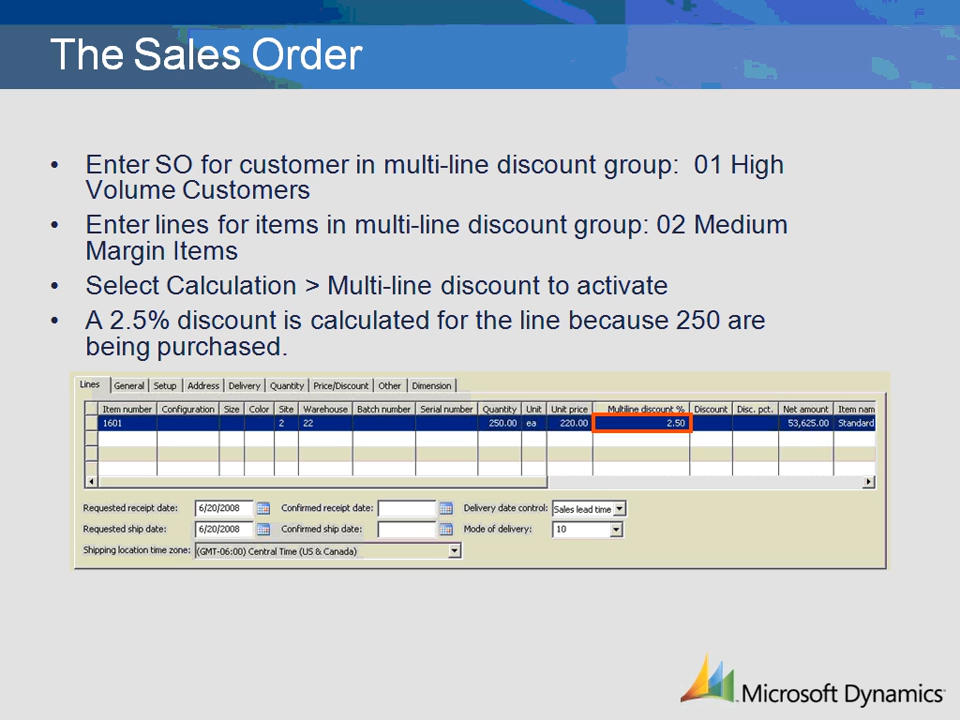 The Sales Order
• Enter SO for customer in multi-line discount group:  01 High
Volume Customers
• Enter lines for items in multi-line discount group: 02 Medium
Margin Items
• Select Calculation > Multi-line discount to activate
• A 2.5% discount is calculated for the line because 250 are
being purchased.
Lines General Setup Address Delivery Quantity Price/Discount Other Dimension
Item number Configuration Size Color Site Warehouse Batch number Serial number Quantity Unit Unit price Multiline discount % Discount Disc. pct. Net amount Item nam
1601 2 22 250.00 ea 220.00 2.50 53,625.00 Standard
Requested receipt date: 6/20/2008 Confirmed receipt date: Delivery date control: Sales lead time
Requested ship date: 6/20/2008 Confirmed ship date: Mode of delivery: 10
Shipping location time zone: (GMT-06:00) Central Time (US & Canada)
Microsoft Dynamics